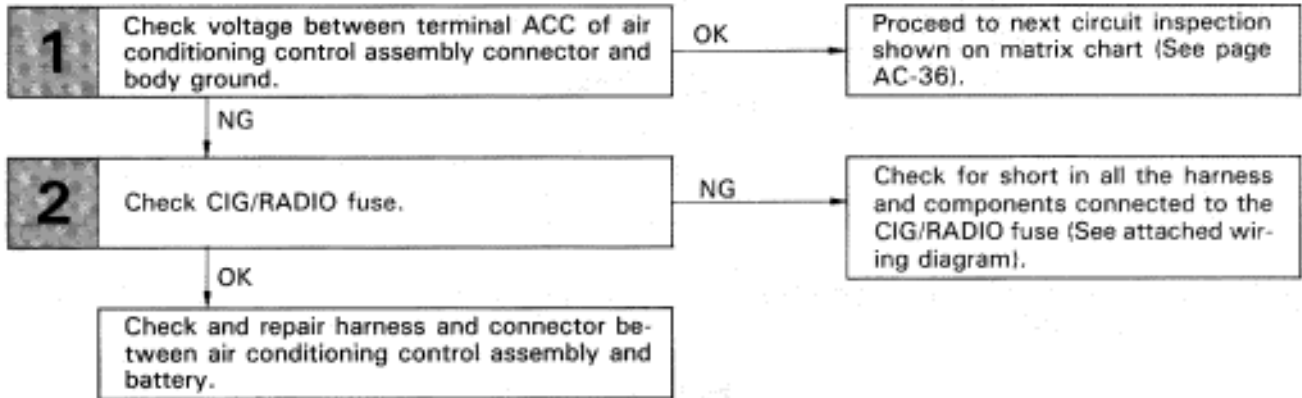 1
Check voltage between terminal ACC of air
conditioning control assembly connector and
body ground.
OK
Proceed to next circuit inspection
shown on matrix chart (See page
AC-36).
NG
2
Check CIG/RADIO fuse.
NG
Check for short in all the harness
and components connected to the
CIG/RADIO fuse (See attached wir-
ing diagram).
OK
Check and repair harness and connector be-
tween air conditioning control assembly and
battery.